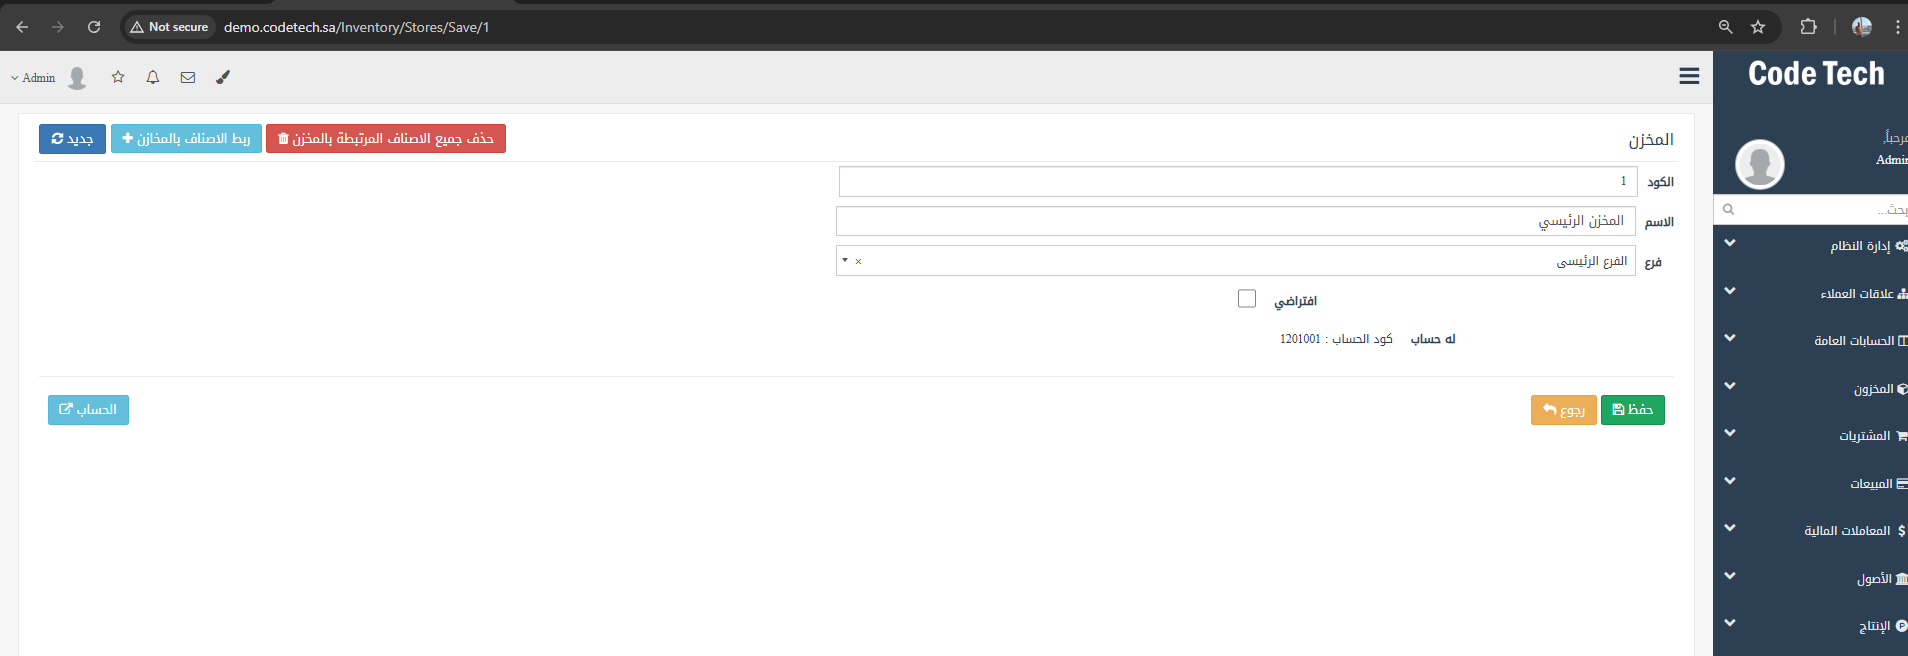 Not secure demo.codetech.sa/Inventory/Stores/Save/1
Code Tech
Admin
مرحباً,
Admin
بحث...
إدارة النظام
علاقات العملاء
الحسابات العامة
المخزون
المشتريات
المبيعات
المعاملات المالية
الأصول
الإنتاج
المخزن
حذف جميع الاصناف المرتبطة بالمخزن
ربط الاصناف بالمخازن
جديد
الكود 1
الاسم المخزن الرئيسي
فرع الفرع الرئيسى ×
افتراضي
له حساب كود الحساب : 1201001
حفظ
رجوع
الحساب